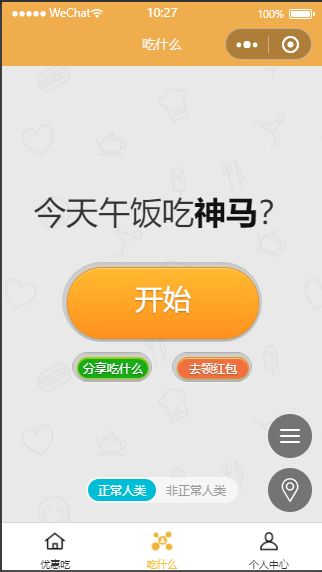 WeChat 10:27 100%
吃什么
今天午饭吃神马?
开始
分享吃什么 去领红包
正常人类 非正常人类
优惠吃 吃什么 个人中心